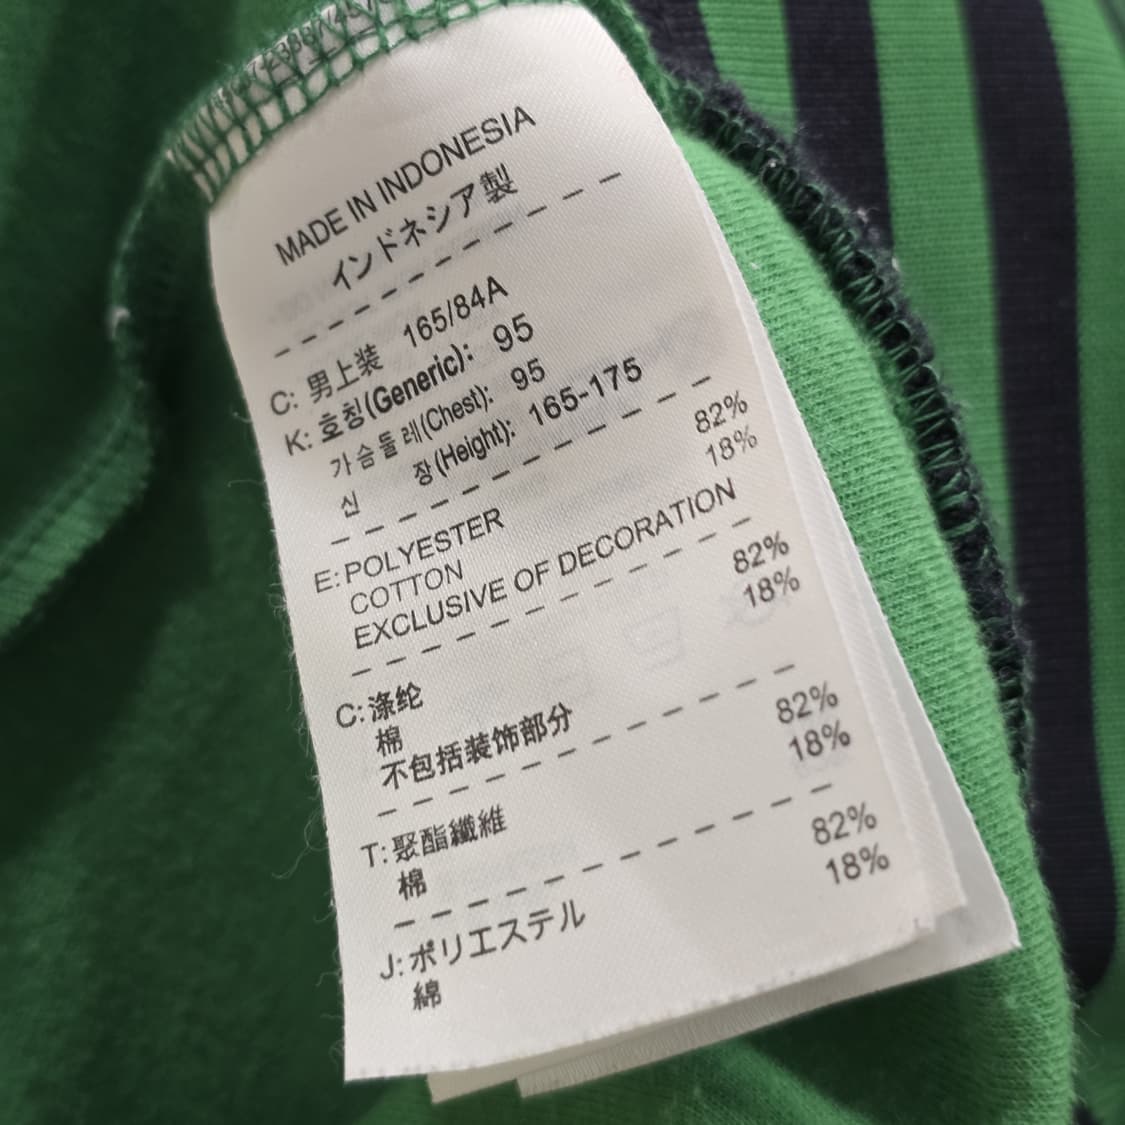 MADE IN INDONESIA
インドネシア製
C: 男上装 165/84A
K: 호칭(Generic): 95
가슴둘레(Chest): 95
신 장(Height): 165-175
E: POLYESTER 82%
COTTON 18%
EXCLUSIVE OF DECORATION
C: 涤纶 82%
棉 18%
不包括装饰部分
T: 聚酯纖維 82%
棉 18%
J: ポリエステル 82%
綿 18%